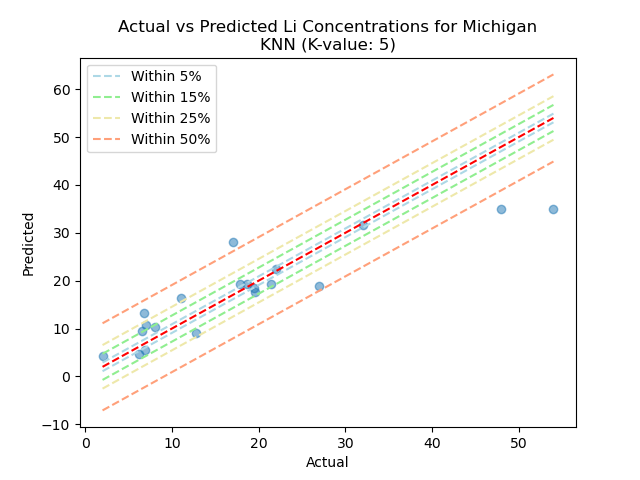 Actual vs Predicted Li Concentrations for Michigan
KNN (K-value: 5)
Within 5%
Within 15%
Within 25%
Within 50%
60
50
40
30
20
10
0
−10
Predicted
0 10 20 30 40 50
Actual